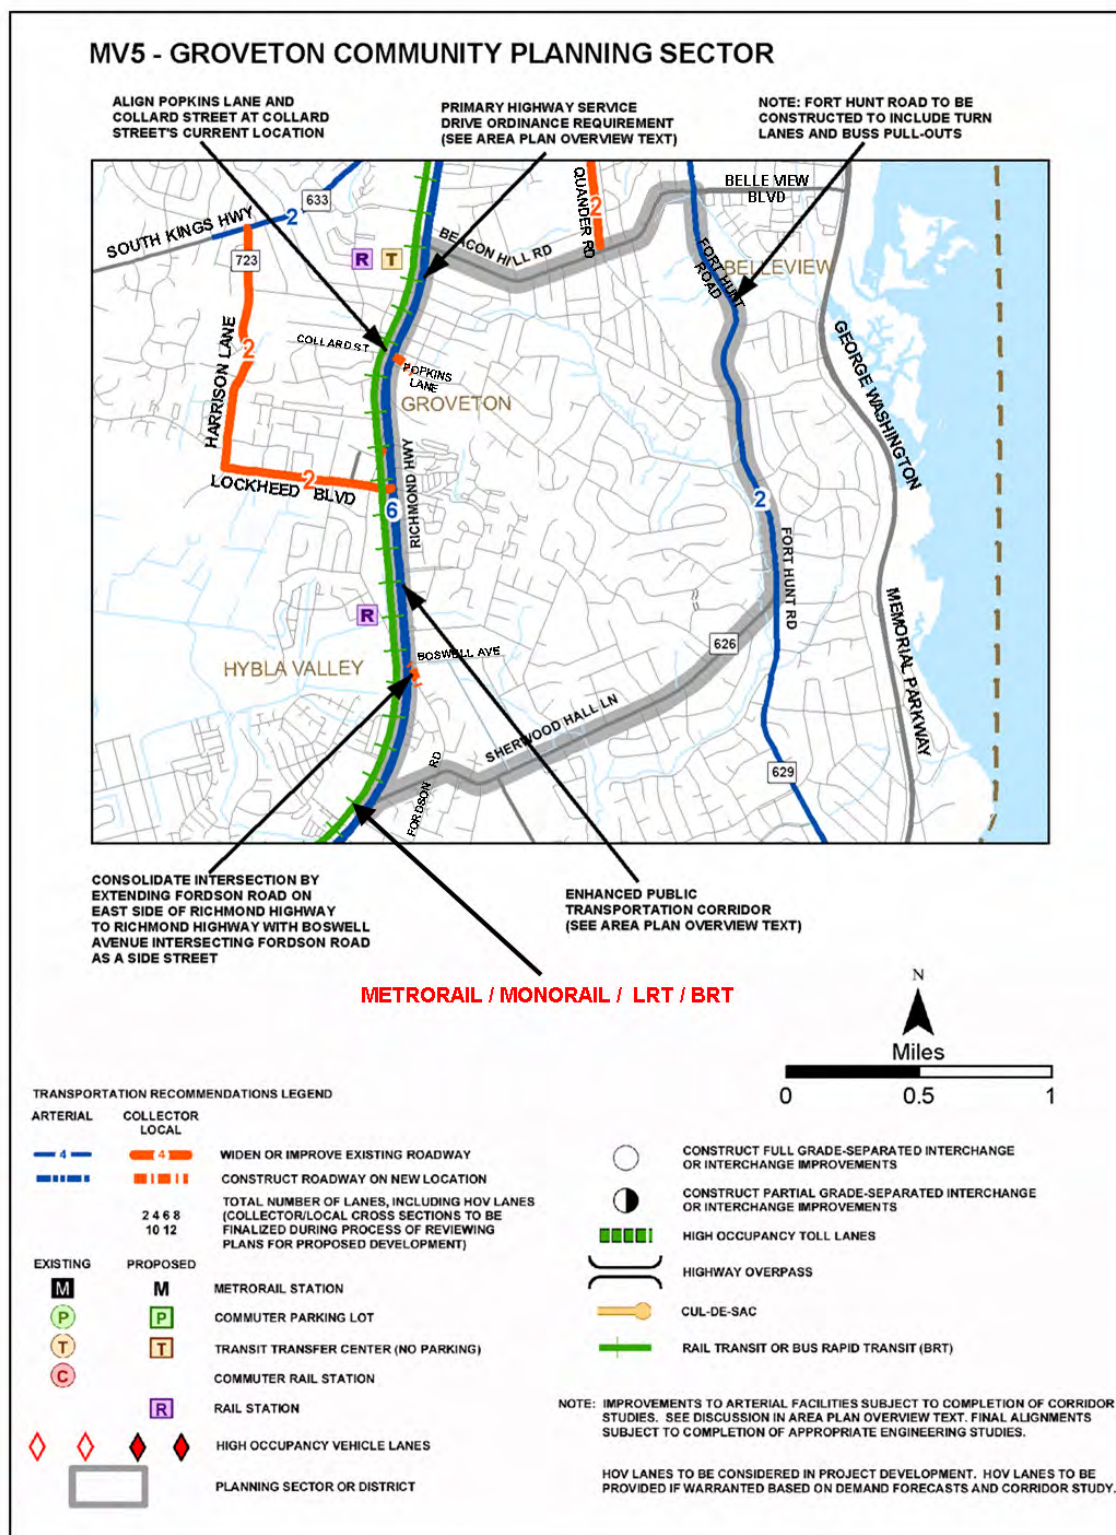 MV5 - GROVETON COMMUNITY PLANNING SECTOR
ALIGN POPKINS LANE AND
COLLARD STREET AT COLLARD
STREET'S CURRENT LOCATION
PRIMARY HIGHWAY SERVICE
DRIVE ORDINANCE REQUIREMENT
(SEE AREA PLAN OVERVIEW TEXT)
NOTE: FORT HUNT ROAD TO BE
CONSTRUCTED TO INCLUDE TURN
LANES AND BUSS PULL-OUTS
SOUTH KINGS HWY
2
633
723
HARRISON LANE
2
LOCKHEED BLVD
2
R
T
BEACON HILL RD
QUANDER RD
2
BELLE VIEW
BLVD
FORT HUNT
ROAD
BELLEVIEW
COLLARD ST
POPKINS
LANE
GROVETON
RICHMOND HWY
6
GEORGE WASHINGTON
MEMORIAL PARKWAY
2
FORT HUNT RD
R
HYBLA VALLEY
BOSWELL AVE
626
SHERWOOD HALL LN
FORDSON RD
629
CONSOLIDATE INTERSECTION BY
EXTENDING FORDSON ROAD ON
EAST SIDE OF RICHMOND HIGHWAY
TO RICHMOND HIGHWAY WITH BOSWELL
AVENUE INTERSECTING FORDSON ROAD
AS A SIDE STREET
ENHANCED PUBLIC
TRANSPORTATION CORRIDOR
(SEE AREA PLAN OVERVIEW TEXT)
METRORAIL / MONORAIL / LRT / BRT
N
Miles
0 0.5 1
TRANSPORTATION RECOMMENDATIONS LEGEND
ARTERIAL
COLLECTOR
LOCAL
4 4 WIDEN OR IMPROVE EXISTING ROADWAY
CONSTRUCT ROADWAY ON NEW LOCATION
2 4 6 8
10 12
TOTAL NUMBER OF LANES, INCLUDING HOV LANES
(COLLECTOR/LOCAL CROSS SECTIONS TO BE
FINALIZED DURING PROCESS OF REVIEWING
PLANS FOR PROPOSED DEVELOPMENT)
EXISTING PROPOSED
M M METRORAIL STATION
P P COMMUTER PARKING LOT
T T TRANSIT TRANSFER CENTER (NO PARKING)
C COMMUTER RAIL STATION
R RAIL STATION
HIGH OCCUPANCY VEHICLE LANES
PLANNING SECTOR OR DISTRICT
CONSTRUCT FULL GRADE-SEPARATED INTERCHANGE
OR INTERCHANGE IMPROVEMENTS
CONSTRUCT PARTIAL GRADE-SEPARATED INTERCHANGE
OR INTERCHANGE IMPROVEMENTS
HIGH OCCUPANCY TOLL LANES
HIGHWAY OVERPASS
CUL-DE-SAC
RAIL TRANSIT OR BUS RAPID TRANSIT (BRT)
NOTE: IMPROVEMENTS TO ARTERIAL FACILITIES SUBJECT TO COMPLETION OF CORRIDOR
STUDIES. SEE DISCUSSION IN AREA PLAN OVERVIEW TEXT. FINAL ALIGNMENTS
SUBJECT TO COMPLETION OF APPROPRIATE ENGINEERING STUDIES.
HOV LANES TO BE CONSIDERED IN PROJECT DEVELOPMENT. HOV LANES TO BE
PROVIDED IF WARRANTED BASED ON DEMAND FORECASTS AND CORRIDOR STUDY.